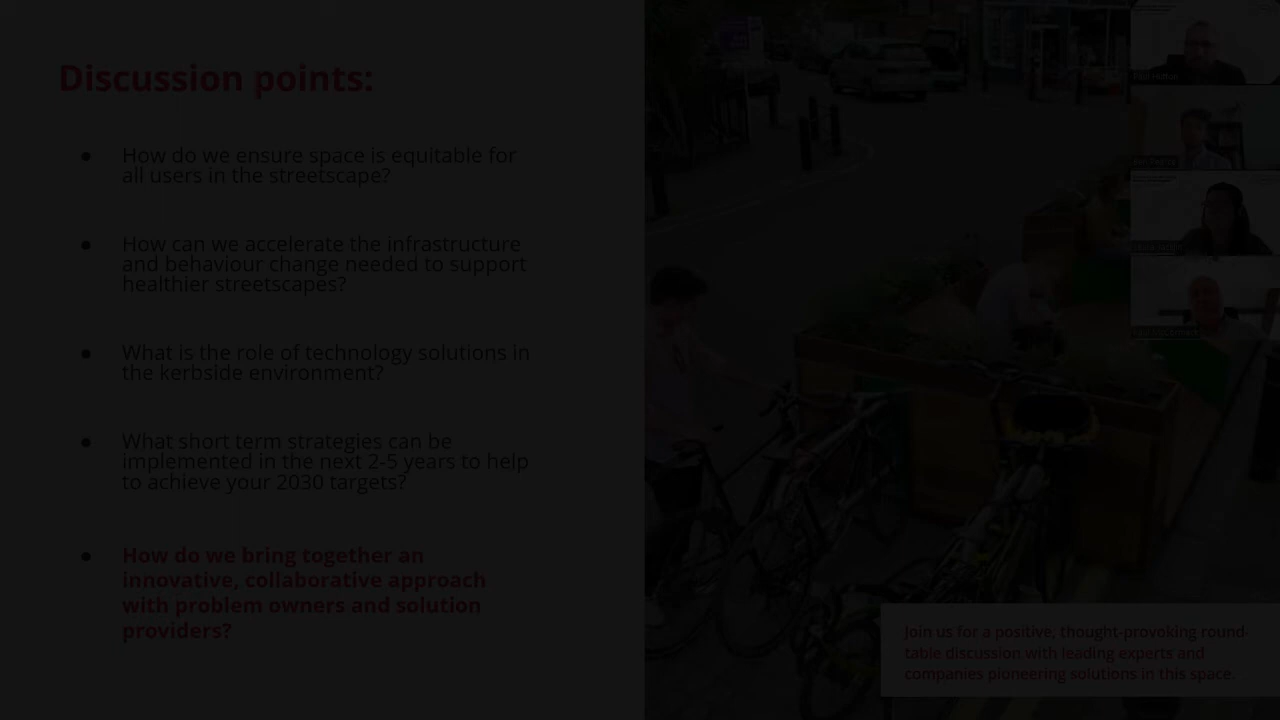 Discussion points:
How do we ensure space is equitable for
all users in the streetscape?
How can we accelerate the infrastructure
and behaviour change needed to support
healthier streetscapes?
What is the role of technology solutions in
the kerbside environment?
What short term strategies can be
implemented in the next 2-5 years to help
to achieve your 2030 targets?
How do we bring together an
innovative, collaborative approach
with problem owners and solution
providers?
Join us for a positive, thought-provoking round-
table discussion with leading experts and
companies pioneering solutions in this space.
Paul Hutton